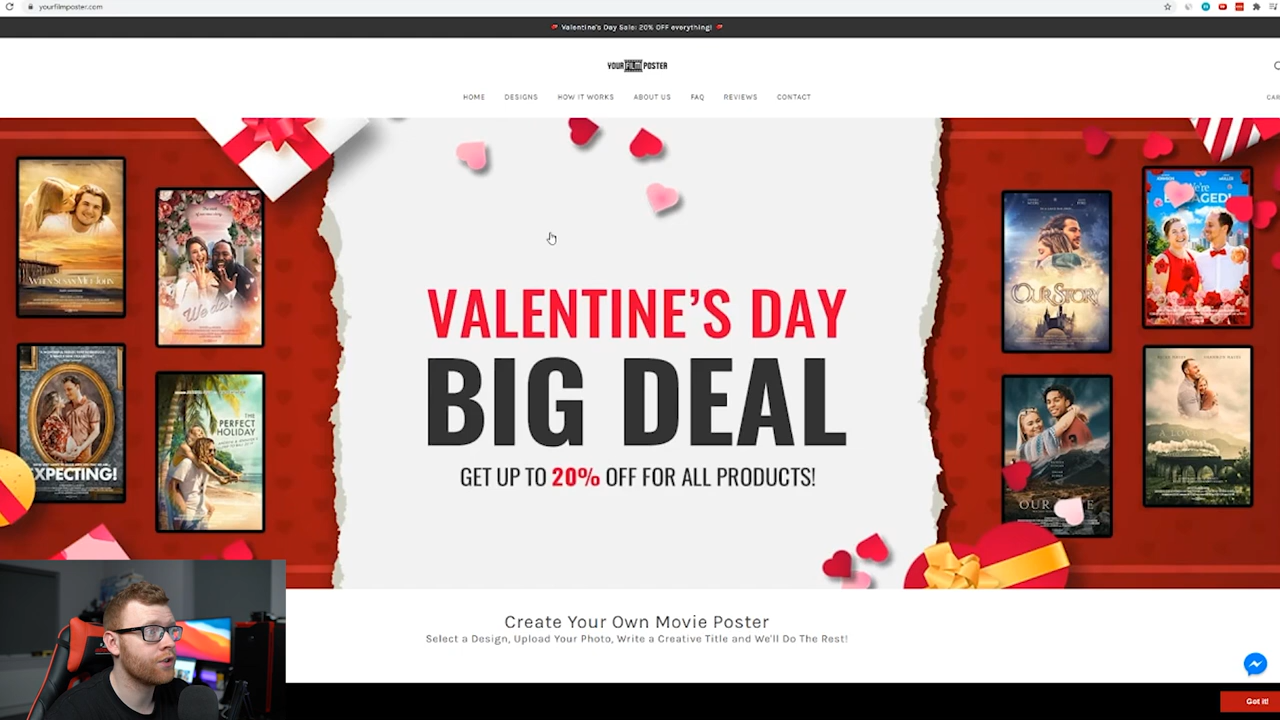 yourfilmposter.com
Valentine's Day Sale: 20% OFF everything!
YOUR FILM POSTER
HOME DESIGNS HOW IT WORKS ABOUT US FAQ REVIEWS CONTACT
VALENTINE'S DAY
BIG DEAL
GET UP TO 20% OFF FOR ALL PRODUCTS!
WHEN SUSAN MET JOHN
We do!
EXPECTING!
THE
PERFECT
HOLIDAY
OUR STORY
We're
Create Your Own Movie Poster
Select a Design, Upload Your Photo, Write a Creative Title and We'll Do The Rest!
Got it!